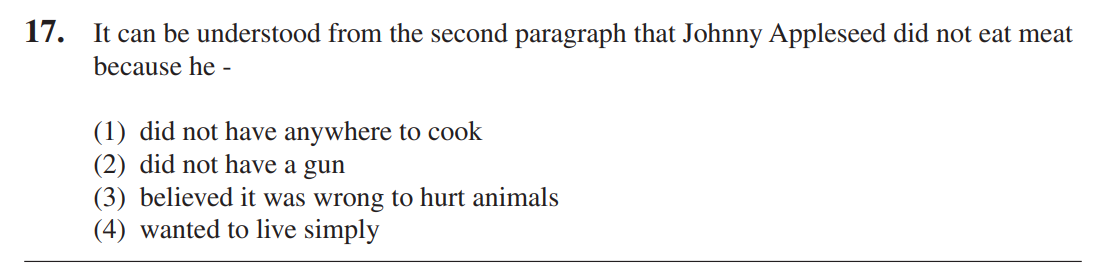 17. It can be understood from the second paragraph that Johnny Appleseed did not eat meat
because he -
(1) did not have anywhere to cook
(2) did not have a gun
(3) believed it was wrong to hurt animals
(4) wanted to live simply